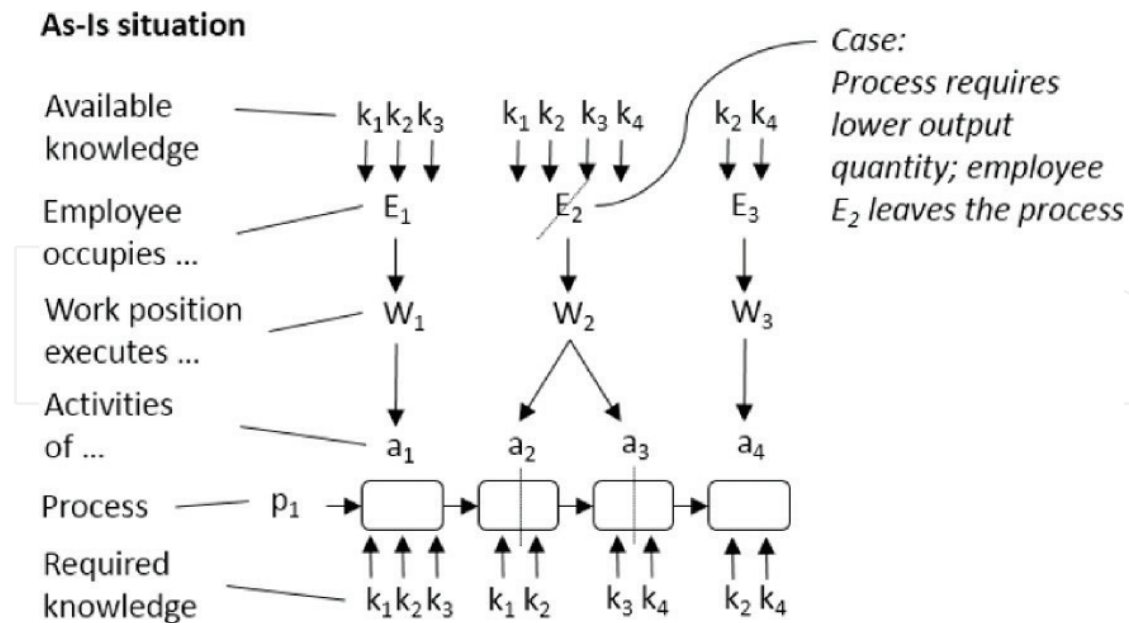 As-Is situation
Case:
Process requires
lower output
quantity; employee
E₂ leaves the process
Available
knowledge
k₁k₂k₃ k₁ k₂ k₃ k₄ k₂ k₄
Employee
occupies ...
E₁ E₂ E₃
Work position
executes ...
W₁ W₂ W₃
Activities
of ...
a₁ a₂ a₃ a₄
Process p₁
Required
knowledge
k₁k₂k₃ k₁ k₂ k₃ k₄ k₂ k₄